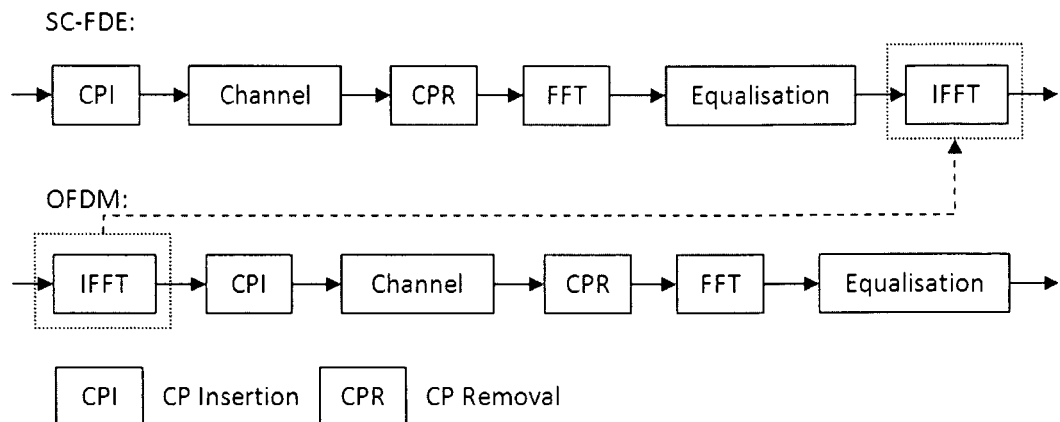 SC-FDE:
CPI Channel CPR FFT Equalisation IFFT
OFDM:
IFFT CPI Channel CPR FFT Equalisation
CPI CP Insertion CPR CP Removal